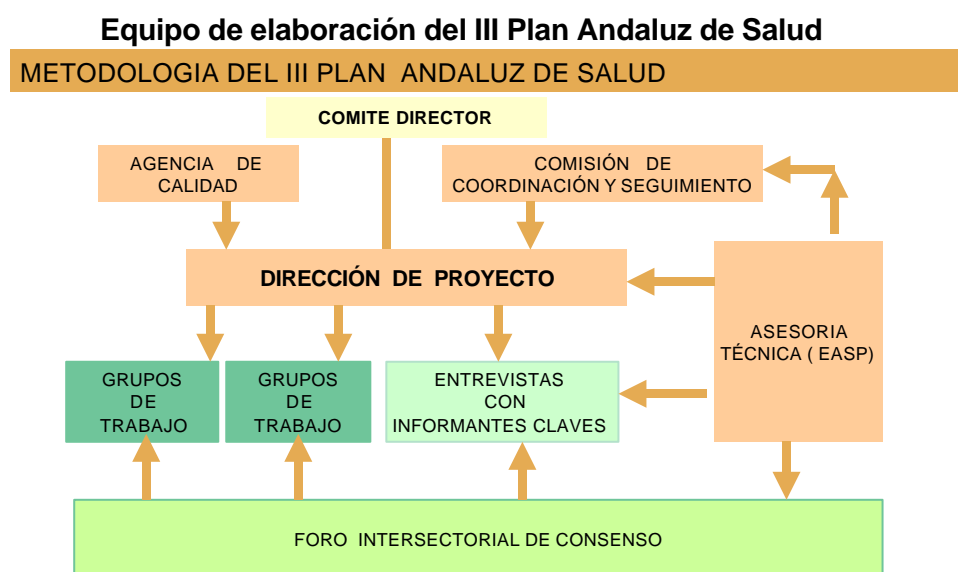 Equipo de elaboración del III Plan Andaluz de Salud
METODOLOGIA DEL III PLAN ANDALUZ DE SALUD
COMITE DIRECTOR
AGENCIA DE
CALIDAD
COMISIÓN DE
COORDINACIÓN Y SEGUIMIENTO
DIRECCIÓN DE PROYECTO
ASESORIA
TÉCNICA ( EASP)
GRUPOS
DE
TRABAJO
GRUPOS
DE
TRABAJO
ENTREVISTAS
CON
INFORMANTES CLAVES
FORO INTERSECTORIAL DE CONSENSO